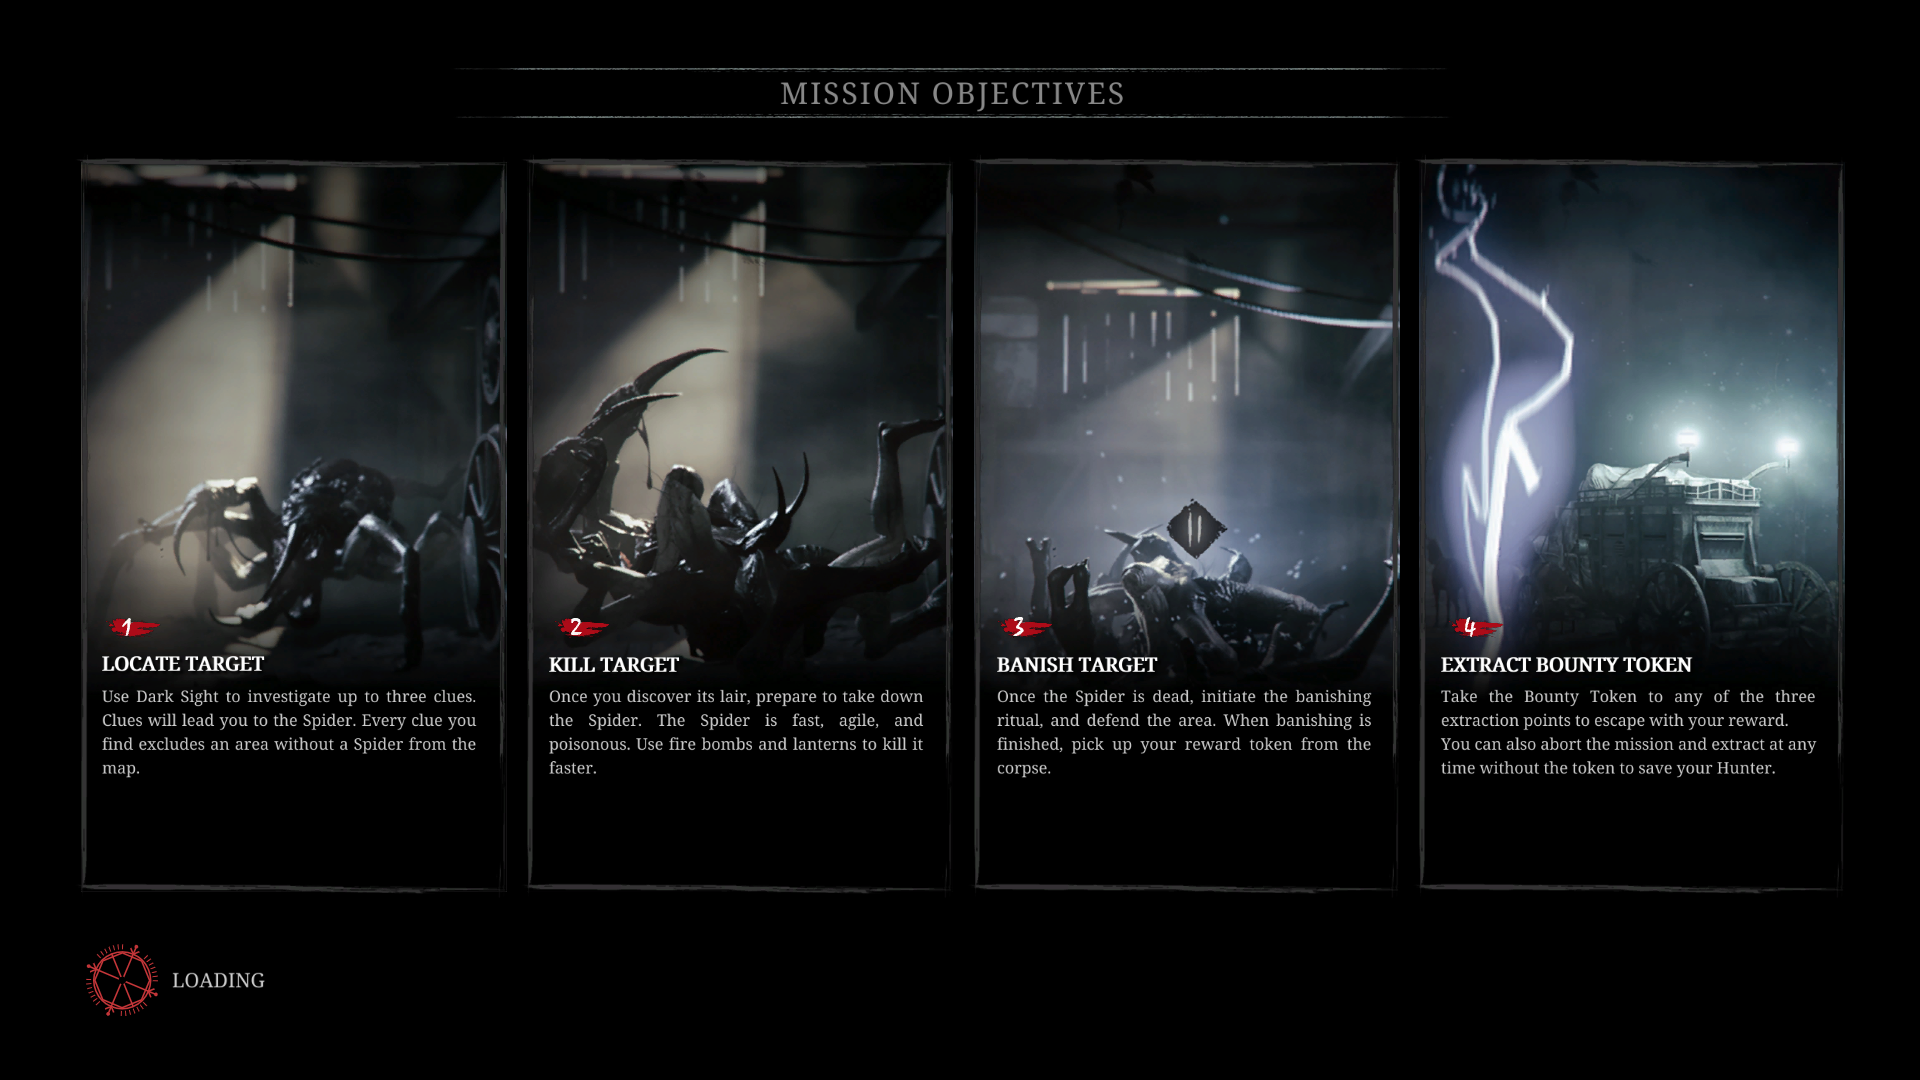 MISSION OBJECTIVES
1
LOCATE TARGET
Use Dark Sight to investigate up to three clues.
Clues will lead you to the Spider. Every clue you
find excludes an area without a Spider from the
map.
2
KILL TARGET
Once you discover its lair, prepare to take down
the Spider. The Spider is fast, agile, and
poisonous. Use fire bombs and lanterns to kill it
faster.
3
BANISH TARGET
Once the Spider is dead, initiate the banishing
ritual, and defend the area. When banishing is
finished, pick up your reward token from the
corpse.
4
EXTRACT BOUNTY TOKEN
Take the Bounty Token to any of the three
extraction points to escape with your reward.
You can also abort the mission and extract at any
time without the token to save your Hunter.
LOADING